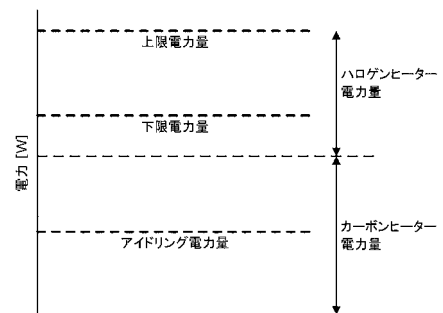 上限電力量
ハロゲンヒーター
電力量
下限電力量
電力 [W]
カーボンヒーター
電力量
アイドリング電力量